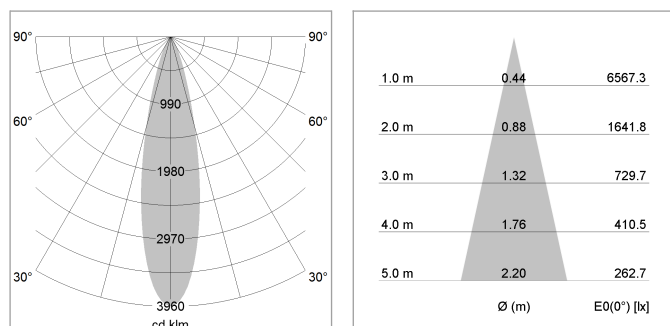 90° 90°
990
60° 60°
1980
2970
30° 30°
3960
cd klm
1.0 m 0.44 6567.3
2.0 m 0.88 1641.8
3.0 m 1.32 729.7
4.0 m 1.76 410.5
5.0 m 2.20 262.7
Ø (m) E0(0°) [lx]